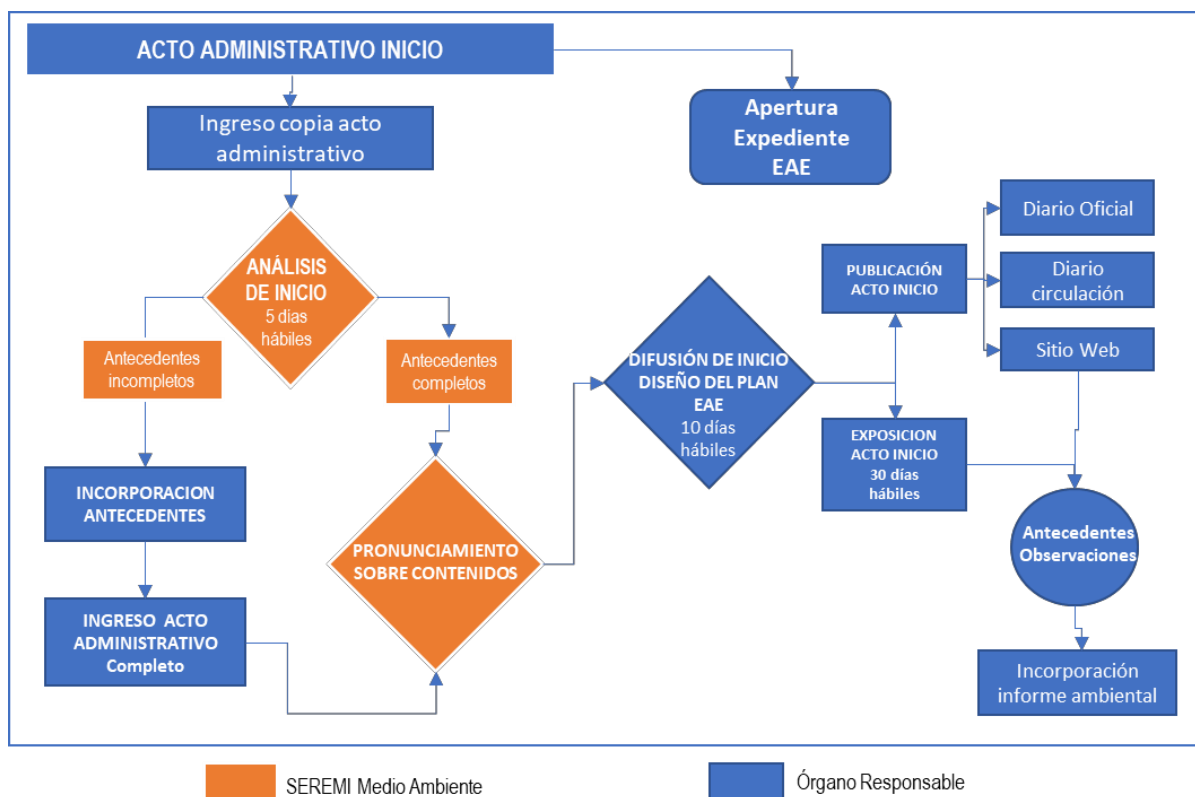 ACTO ADMINISTRATIVO INICIO
Ingreso copia acto
administrativo
Apertura
Expediente
EAE
ANÁLISIS
DE INICIO
5 días
hábiles
Antecedentes
incompletos
Antecedentes
completos
INCORPORACION
ANTECEDENTES
INGRESO ACTO
ADMINISTRATIVO
Completo
PRONUNCIAMIENTO
SOBRE CONTENIDOS
DIFUSIÓN DE INICIO
DISEÑO DEL PLAN
EAE
10 días
hábiles
PUBLICACIÓN
ACTO INICIO
EXPOSICION
ACTO INICIO
30 días
hábiles
Diario Oficial
Diario
circulación
Sitio Web
Antecedentes
Observaciones
Incorporación
informe ambiental
SEREMI Medio Ambiente
Órgano Responsable